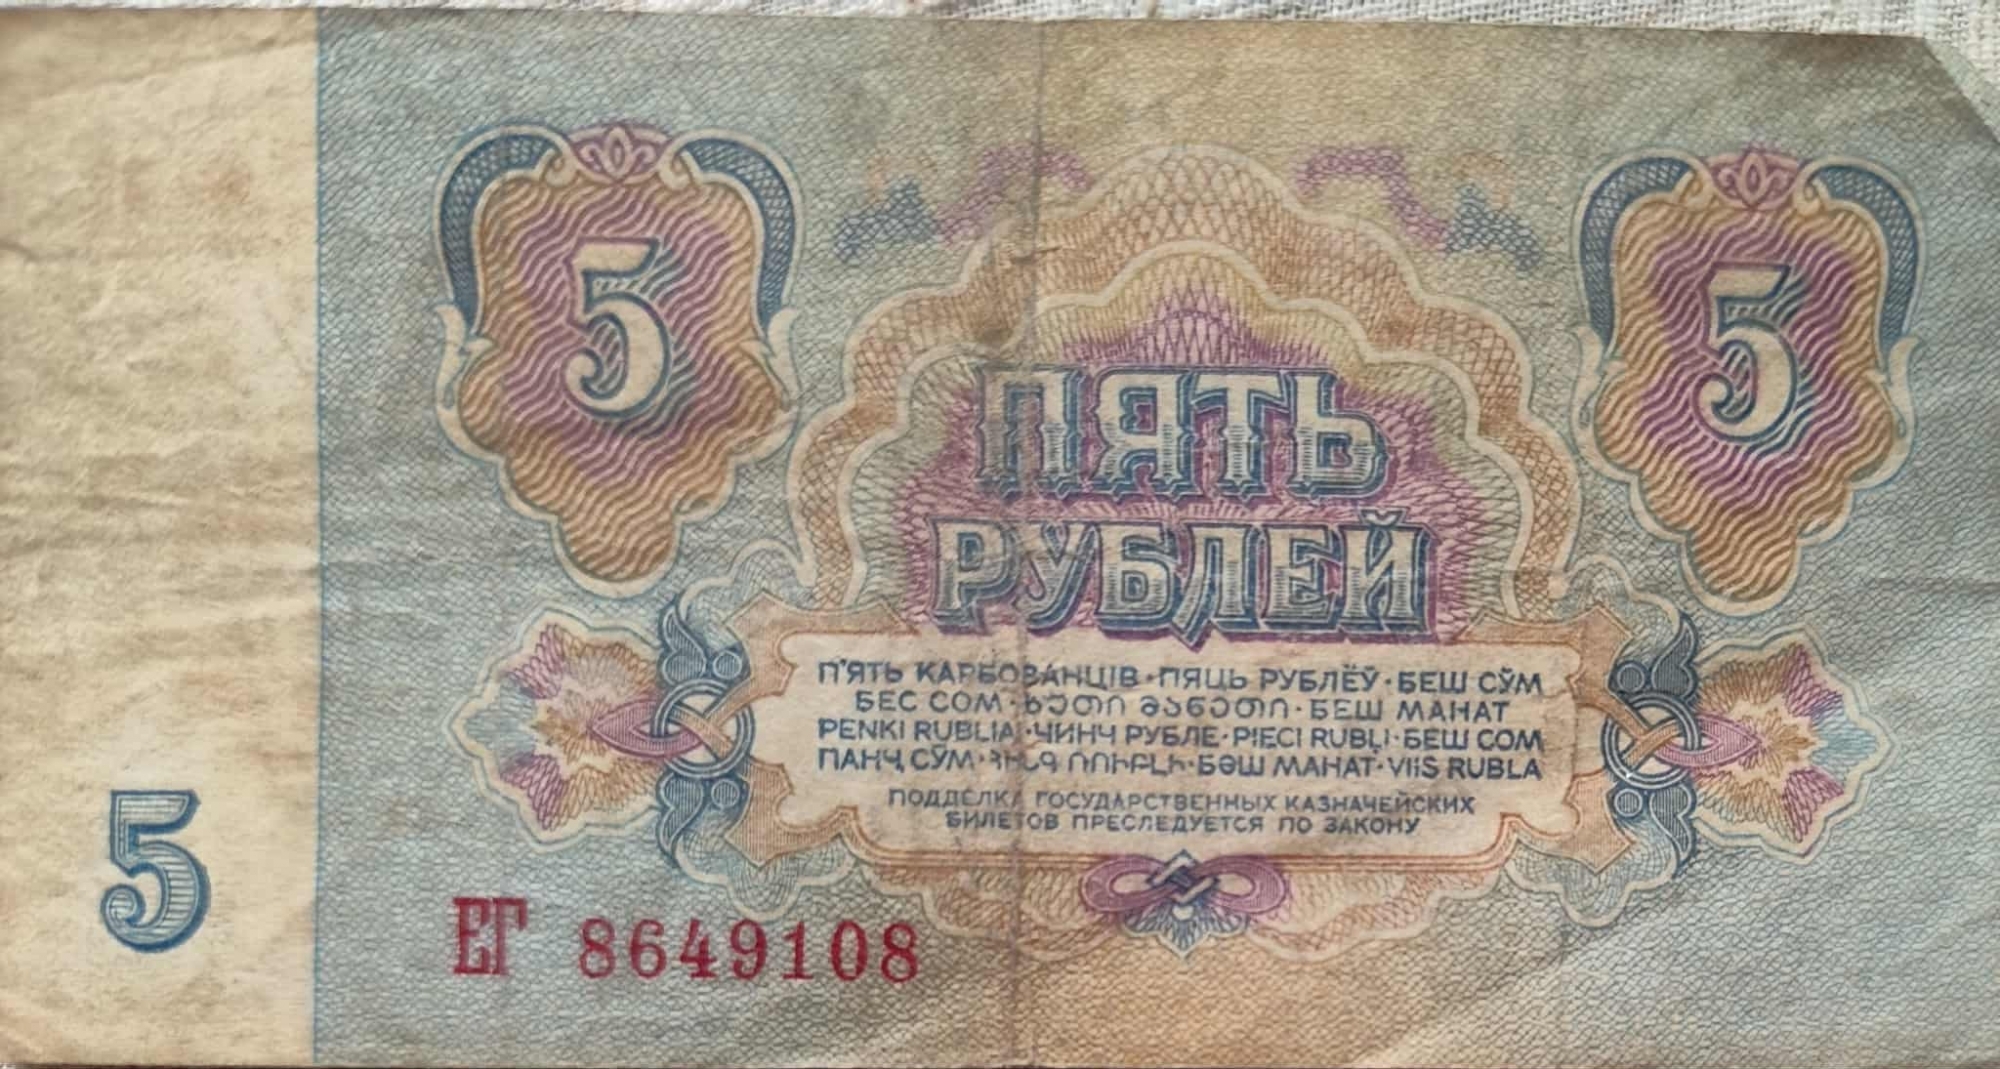 5
5
ПЯТЬ
РУБЛЕЙ
П'ЯТЬ КАРБОВАНЦІВ·ПЯЦЬ РУБЛЁЎ·БЕШ СЎМ
БЕС СОМ·ხუთი მანეთი·БЕШ МАНАТ
PENKI RUBLIAI·ЧИНЧ РУБЛЕ·PIECI RUBĻI·БЕШ СОМ
ПАНҶ СӮМ·ՀԻՆԳ ՌՈՒԲԼԻ·БӘШ МАНАТ·VIIS RUBLA
ПОДДЕЛКА ГОСУДАРСТВЕННЫХ КАЗНАЧЕЙСКИХ
БИЛЕТОВ ПРЕСЛЕДУЕТСЯ ПО ЗАКОНУ
5
ЕГ 8649108